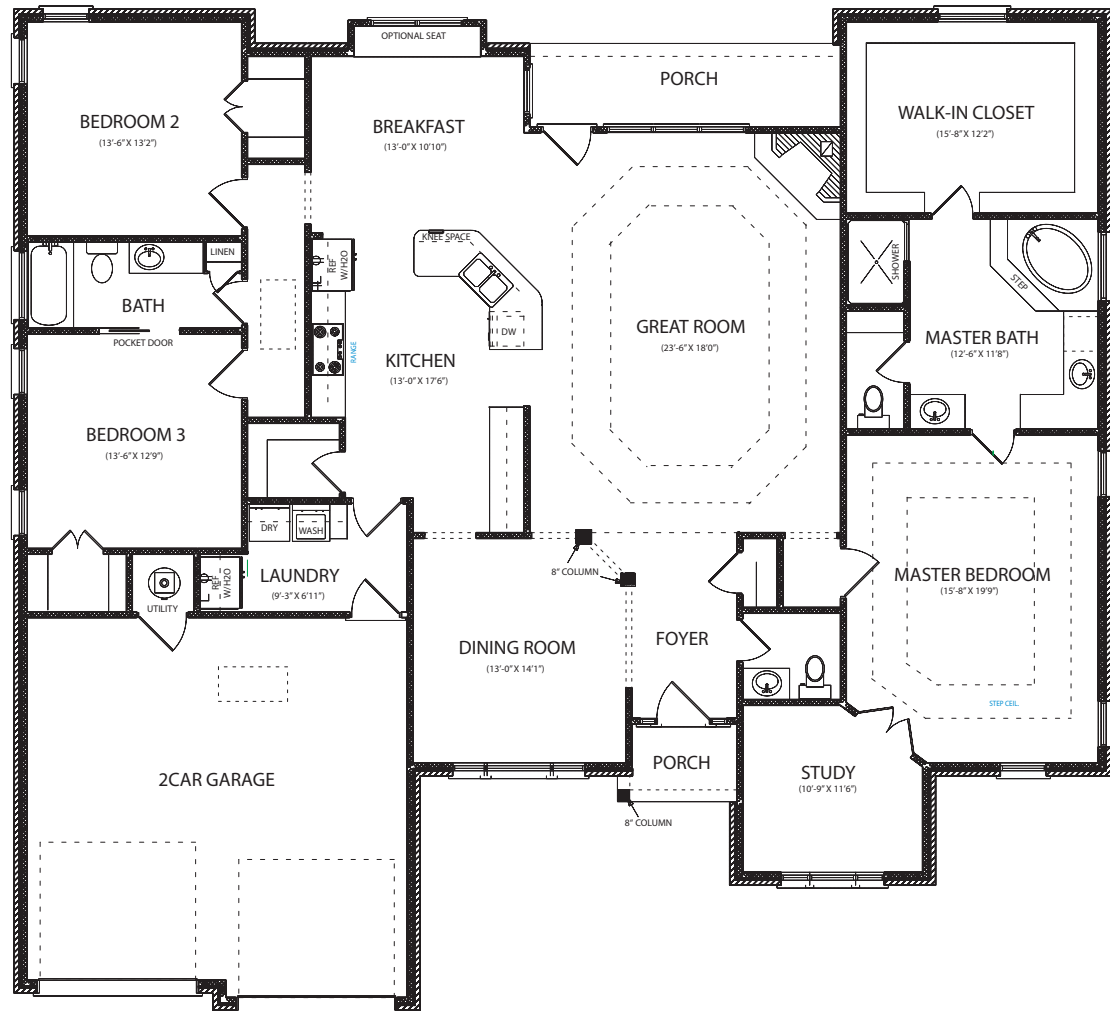 OPTIONAL SEAT
PORCH
BEDROOM 2
(13'-6" X 13'2")
BREAKFAST
(13'-0" X 10'10")
WALK-IN CLOSET
(15'-8" X 12'2")
KNEE SPACE
LINEN
REF
W/H2O
SHOWER
STEP
BATH
POCKET DOOR
RANGE
DW
KITCHEN
(13'-0" X 17'6")
GREAT ROOM
(23'-6" X 18'0")
MASTER BATH
(12'-6" X 11'8")
BEDROOM 3
(13'-6" X 12'9")
DRY
WASH
LAUNDRY
(9'-3" X 6'11")
REF
W/H2O
UTILITY
8" COLUMN
MASTER BEDROOM
(15'-8" X 19'9")
DINING ROOM
(13'-0" X 14'1")
FOYER
STEP CEIL.
2CAR GARAGE
PORCH
STUDY
(10'-9" X 11'6")
8" COLUMN